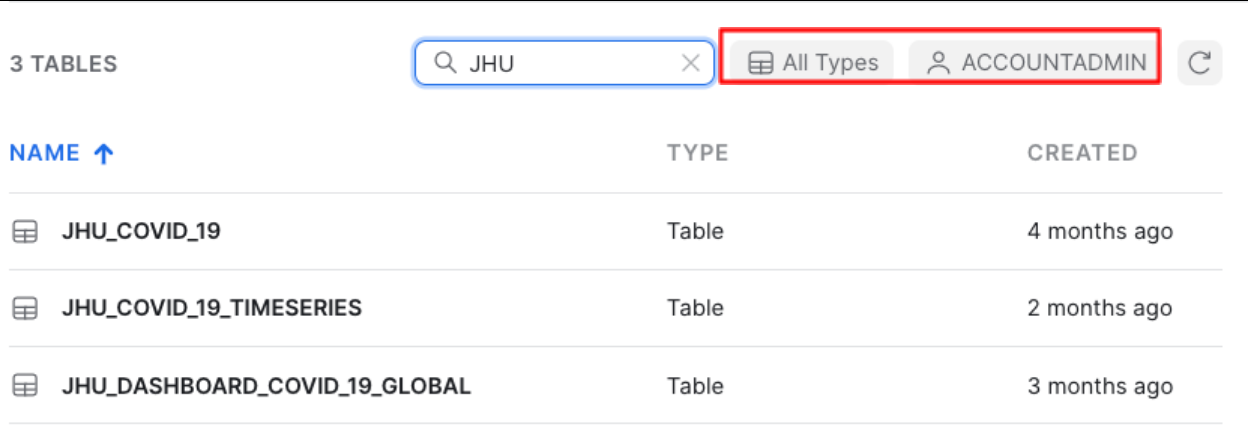 3 TABLES JHU All Types ACCOUNTADMIN
NAME TYPE CREATED
JHU_COVID_19 Table 4 months ago
JHU_COVID_19_TIMESERIES Table 2 months ago
JHU_DASHBOARD_COVID_19_GLOBAL Table 3 months ago